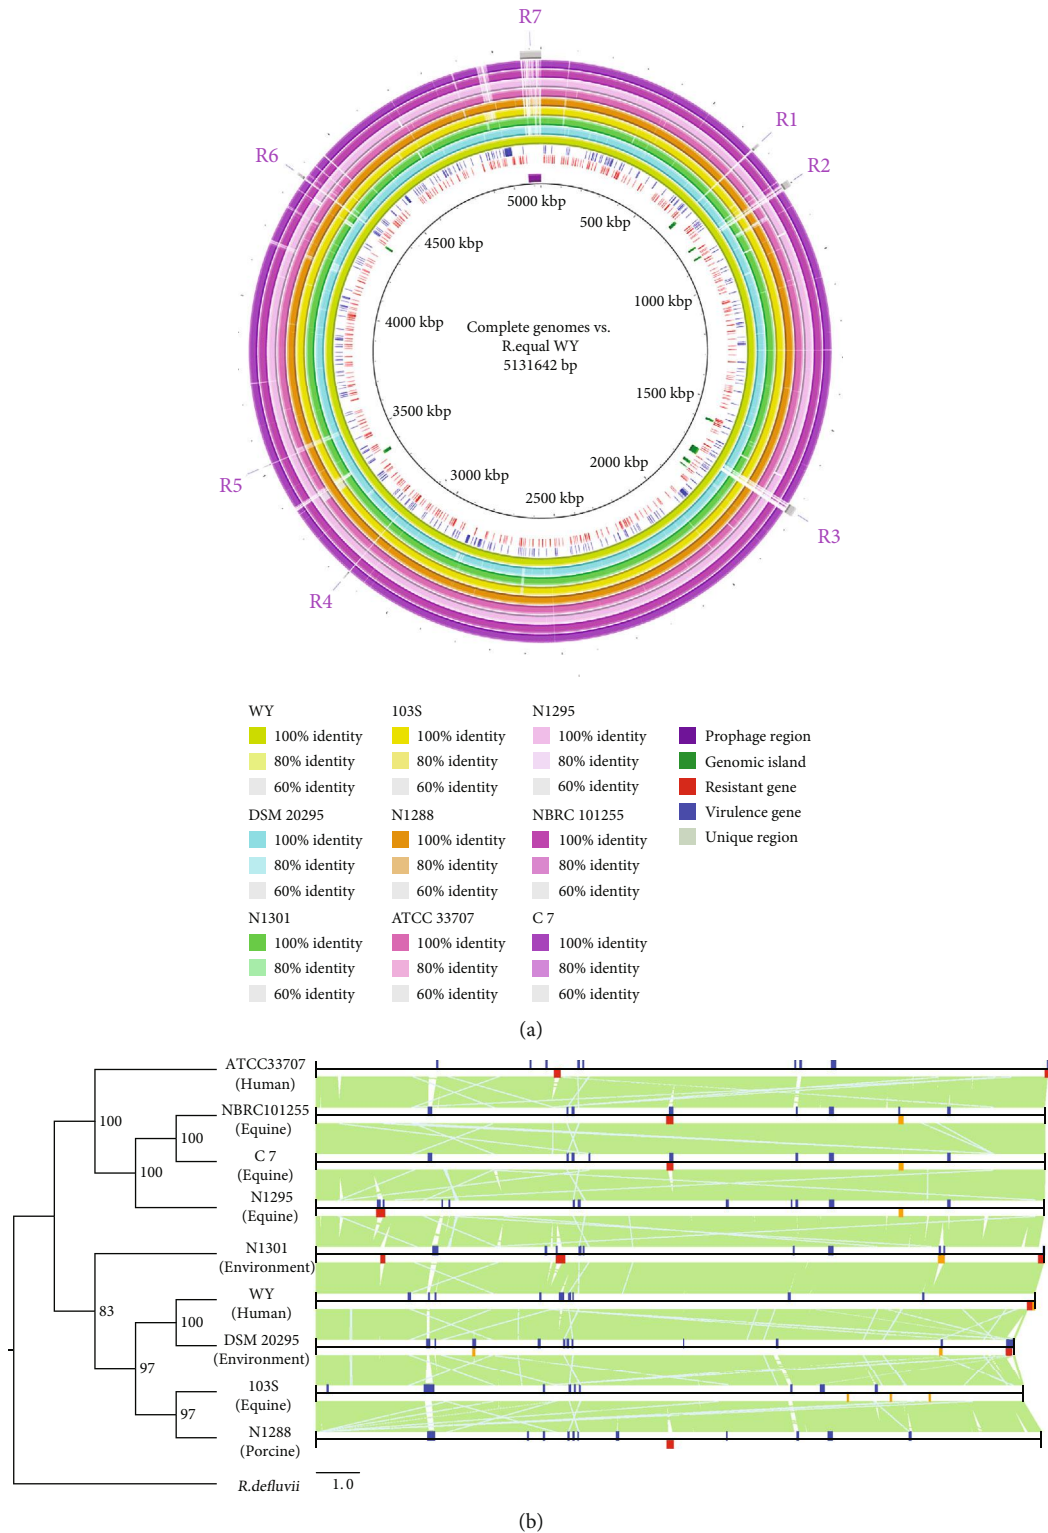 R7
R1
R6
R2
5000 kbp
500 kbp
4500 kbp
1000 kbp
4000 kbp
Complete genomes vs.
R.equal WY
5131642 bp
1500 kbp
3500 kbp
2000 kbp
3000 kbp
2500 kbp
R5
R3
R4
WY
100% identity
80% identity
60% identity
103S
100% identity
80% identity
60% identity
N1295
100% identity
80% identity
60% identity
DSM 20295
100% identity
80% identity
60% identity
N1288
100% identity
80% identity
60% identity
NBRC 101255
100% identity
80% identity
60% identity
N1301
100% identity
80% identity
60% identity
ATCC 33707
100% identity
80% identity
60% identity
C 7
100% identity
80% identity
60% identity
Prophage region
Genomic island
Resistant gene
Virulence gene
Unique region
(a)
ATCC33707
(Human)
NBRC101255
(Equine)
C 7
(Equine)
N1295
(Equine)
N1301
(Environment)
WY
(Human)
DSM 20295
(Environment)
103S
(Equine)
N1288
(Porcine)
R.defluvii
100
100
100
83
100
97
97
1.0
(b)